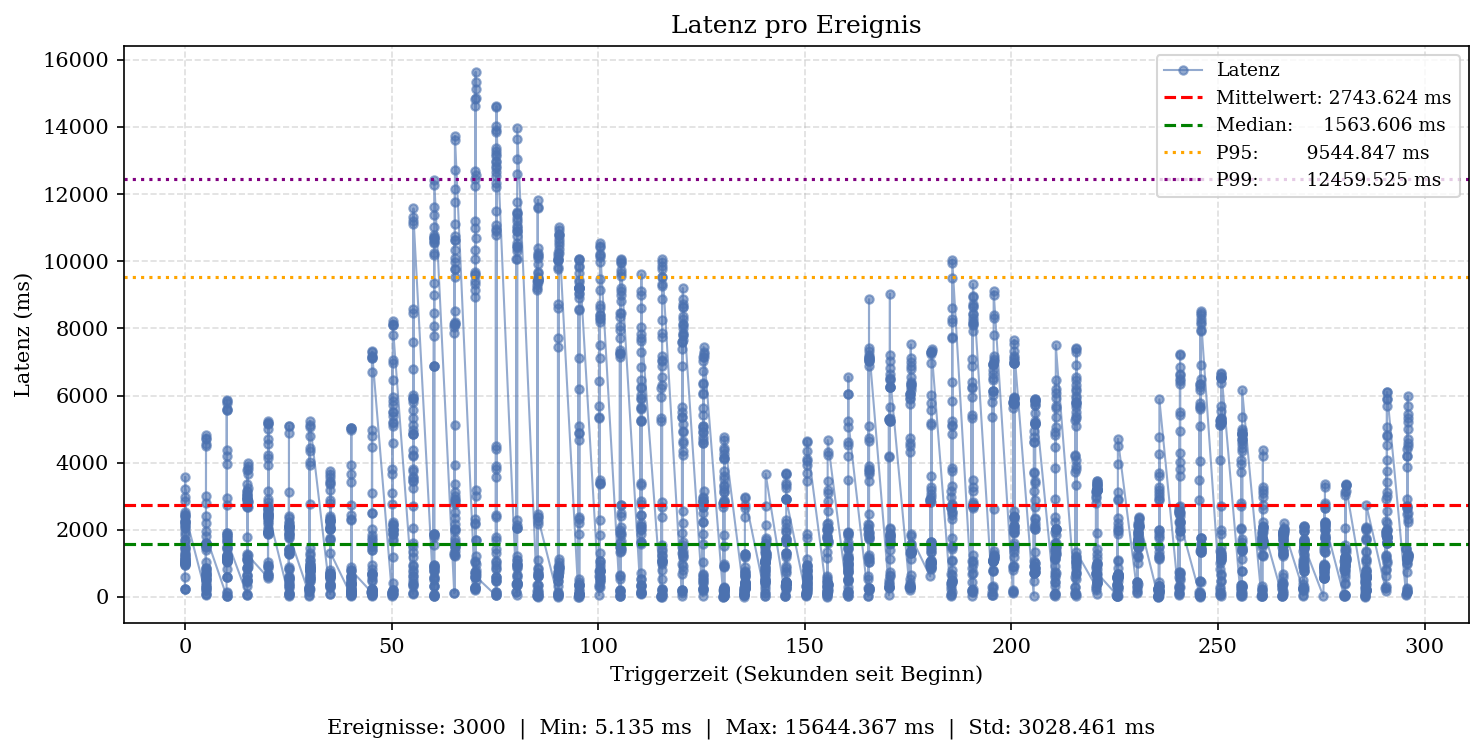 Latenz pro Ereignis
16000
14000
12000
10000
8000
6000
4000
2000
0
Latenz (ms)
Latenz
Mittelwert: 2743.624 ms
Median: 1563.606 ms
P95: 9544.847 ms
P99: 12459.525 ms
0 50 100 150 200 250 300
Triggerzeit (Sekunden seit Beginn)
Ereignisse: 3000 | Min: 5.135 ms | Max: 15644.367 ms | Std: 3028.461 ms